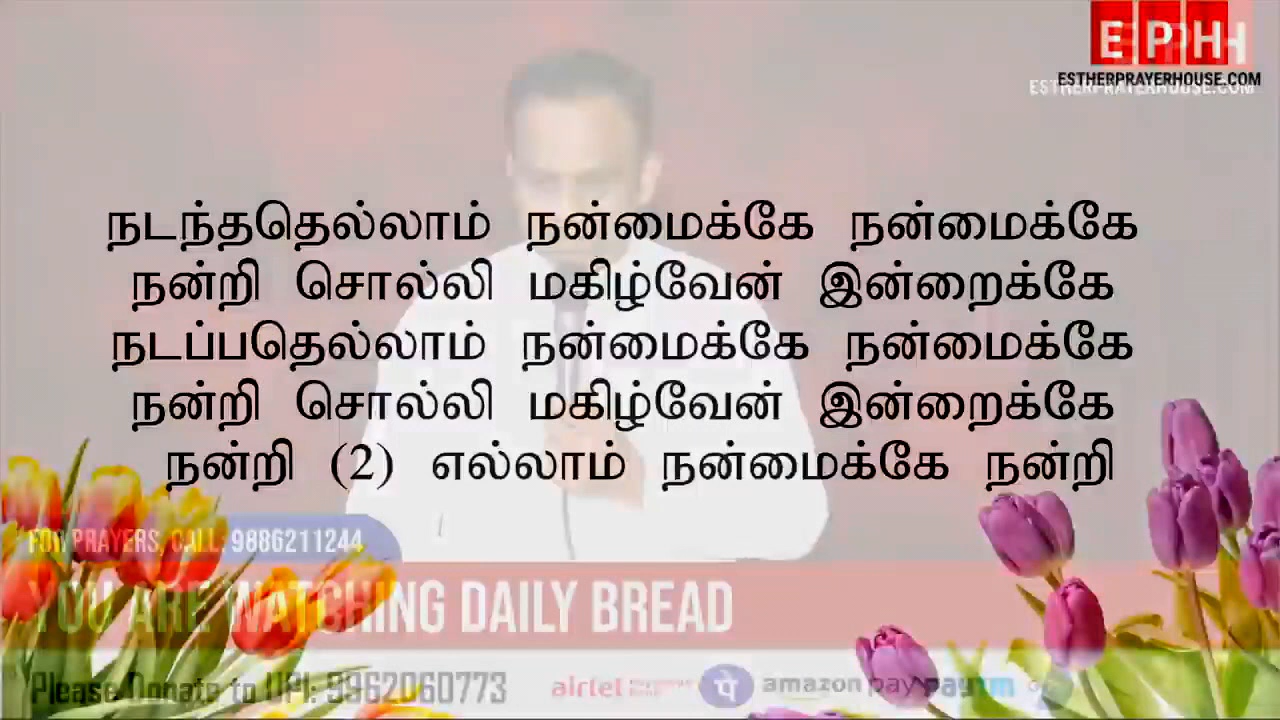 EPH
ESTHERPRAYERHOUSE.COM
ESTHERPRAYERHOUSE.COM
நடந்ததெல்லாம் நன்மைக்கே நன்மைக்கே
நன்றி சொல்லி மகிழ்வேன் இன்றைக்கே
நடப்பதெல்லாம் நன்மைக்கே நன்மைக்கே
நன்றி சொல்லி மகிழ்வேன் இன்றைக்கே
நன்றி (2) எல்லாம் நன்மைக்கே நன்றி
FOR PRAYERS, CALL: 9886211244
YOU ARE WATCHING DAILY BREAD
Please Donate to UPI: 9962060773
airtel amazon pay paytm